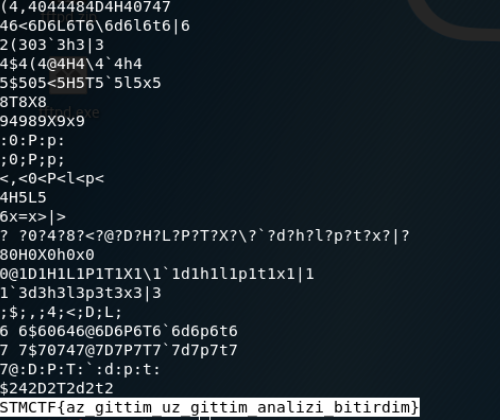 (4,4044484D4H40747
46<6D6L6T6\6d6l6t6|6
2(303`3h3|3
4$4(4@4H4\4`4h4
5$505<5H5T5`5l5x5
8T8X8
94989X9x9
:0:P:p:
;0;P;p;
<,<0<P<l<p<
4H5L5
6x=x>|>
? ?0?4?8?<?@?D?H?L?P?T?X?\?`?d?h?l?p?t?x?|?
80H0X0h0x0
0@1D1H1L1P1T1X1\1`1d1h1l1p1t1x1|1
1`3d3h3l3p3t3x3|3
;$;,;4;<;D;L;
6 6$60646@6D6P6T6`6d6p6t6
7 7$70747@7D7P7T7`7d7p7t7
7@:D:P:T:`:d:p:t:
$242D2T2d2t2
STMCTF{az_gittim_uz_gittim_analizi_bitirdim}